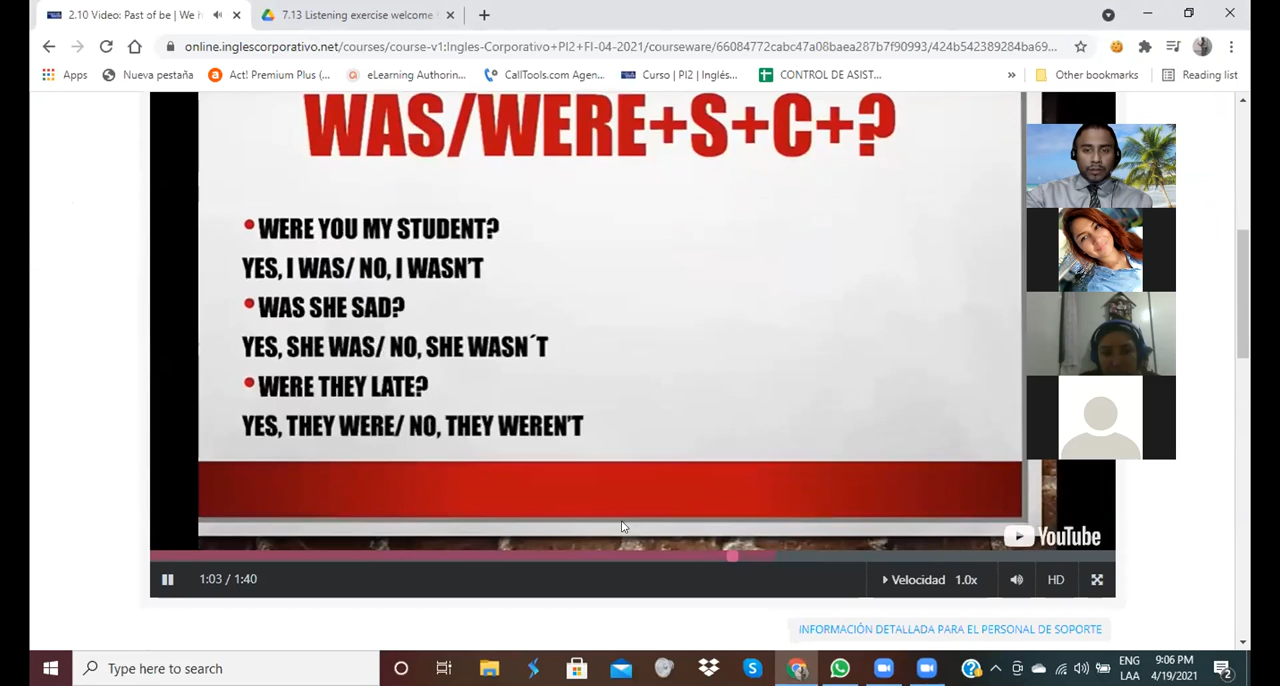 2.10 Video: Past of be | We h
7.13 Listening exercise welcome
online.inglescorporativo.net/courses/course-v1:Ingles-Corporativo+PI2+FI-04-2021/courseware/66084772cabc47a08baea287b7f90993/424b542389284ba69...
Apps
Nueva pestaña
Act! Premium Plus (...
eLearning Authorin...
CallTools.com Agen...
Curso | PI2 | Inglés...
CONTROL DE ASIST...
»
Other bookmarks
Reading list
WAS/WERE+S+C+?
•WERE YOU MY STUDENT?
YES, I WAS/ NO, I WASN'T
•WAS SHE SAD?
YES, SHE WAS/ NO, SHE WASN´T
•WERE THEY LATE?
YES, THEY WERE/ NO, THEY WEREN'T
YouTube
1:03 / 1:40
Velocidad 1.0x
HD
INFORMACIÓN DETALLADA PARA EL PERSONAL DE SOPORTE
Type here to search
ENG
LAA
9:06 PM
4/19/2021
2